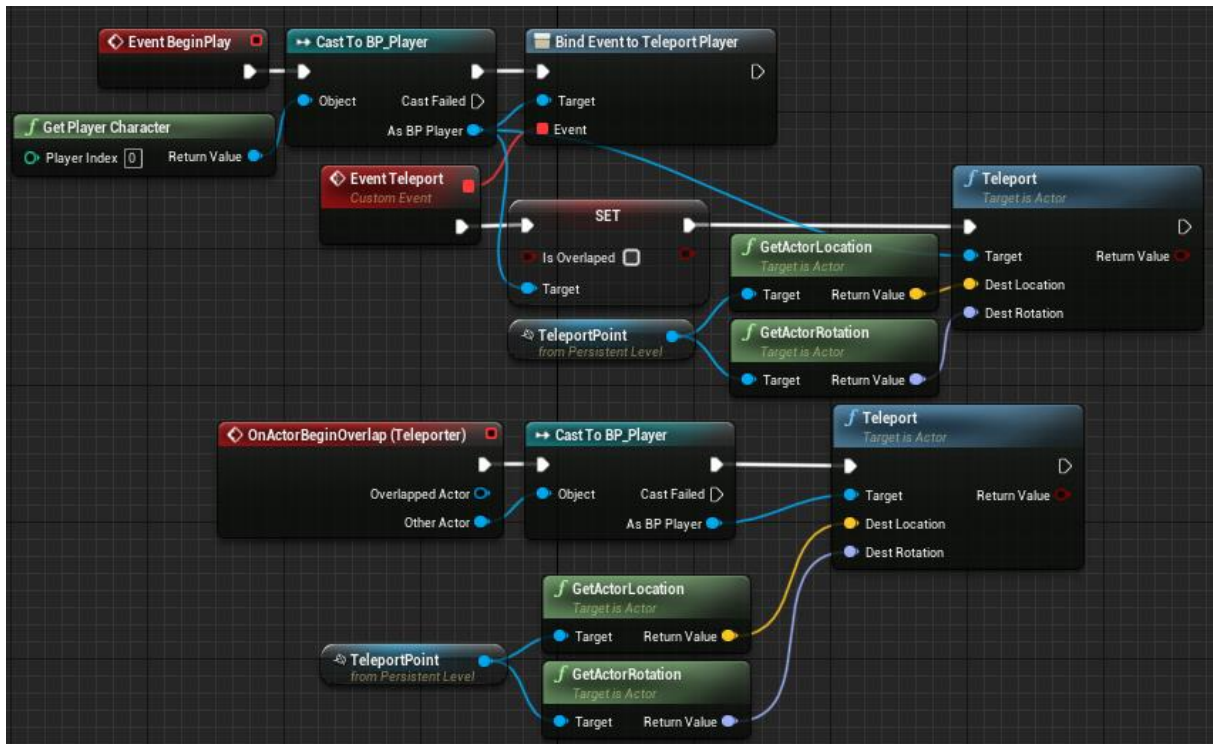 Event BeginPlay
Cast To BP_Player
Object
Cast Failed
As BP Player
Bind Event to Teleport Player
Target
Event
Get Player Character
Player Index 0 Return Value
EventTeleport
Custom Event
SET
Is Overlaped
Target
TeleportPoint
from Persistent Level
GetActorLocation
Target is Actor
Target Return Value
GetActorRotation
Target is Actor
Target Return Value
Teleport
Target is Actor
Target Return Value
Dest Location
Dest Rotation
OnActorBeginOverlap (Teleporter)
Overlapped Actor
Other Actor
Cast To BP_Player
Object Cast Failed
As BP Player
Teleport
Target is Actor
Target Return Value
Dest Location
Dest Rotation
GetActorLocation
Target is Actor
Target Return Value
TeleportPoint
from Persistent Level
GetActorRotation
Target is Actor
Target Return Value